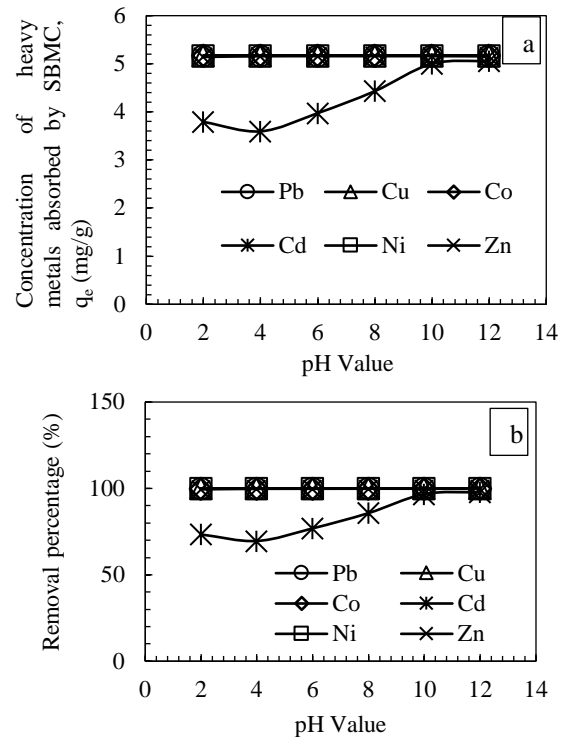 Concentration of heavy
metals absorbed by SBMC,
qe (mg/g)
6
5
4
3
2
1
0
a
Pb Cu Co
Cd Ni Zn
0 2 4 6 8 10 12 14
pH Value
Removal percentage (%)
150
100
50
0
b
Pb Cu
Co Cd
Ni Zn
0 2 4 6 8 10 12 14
pH Value